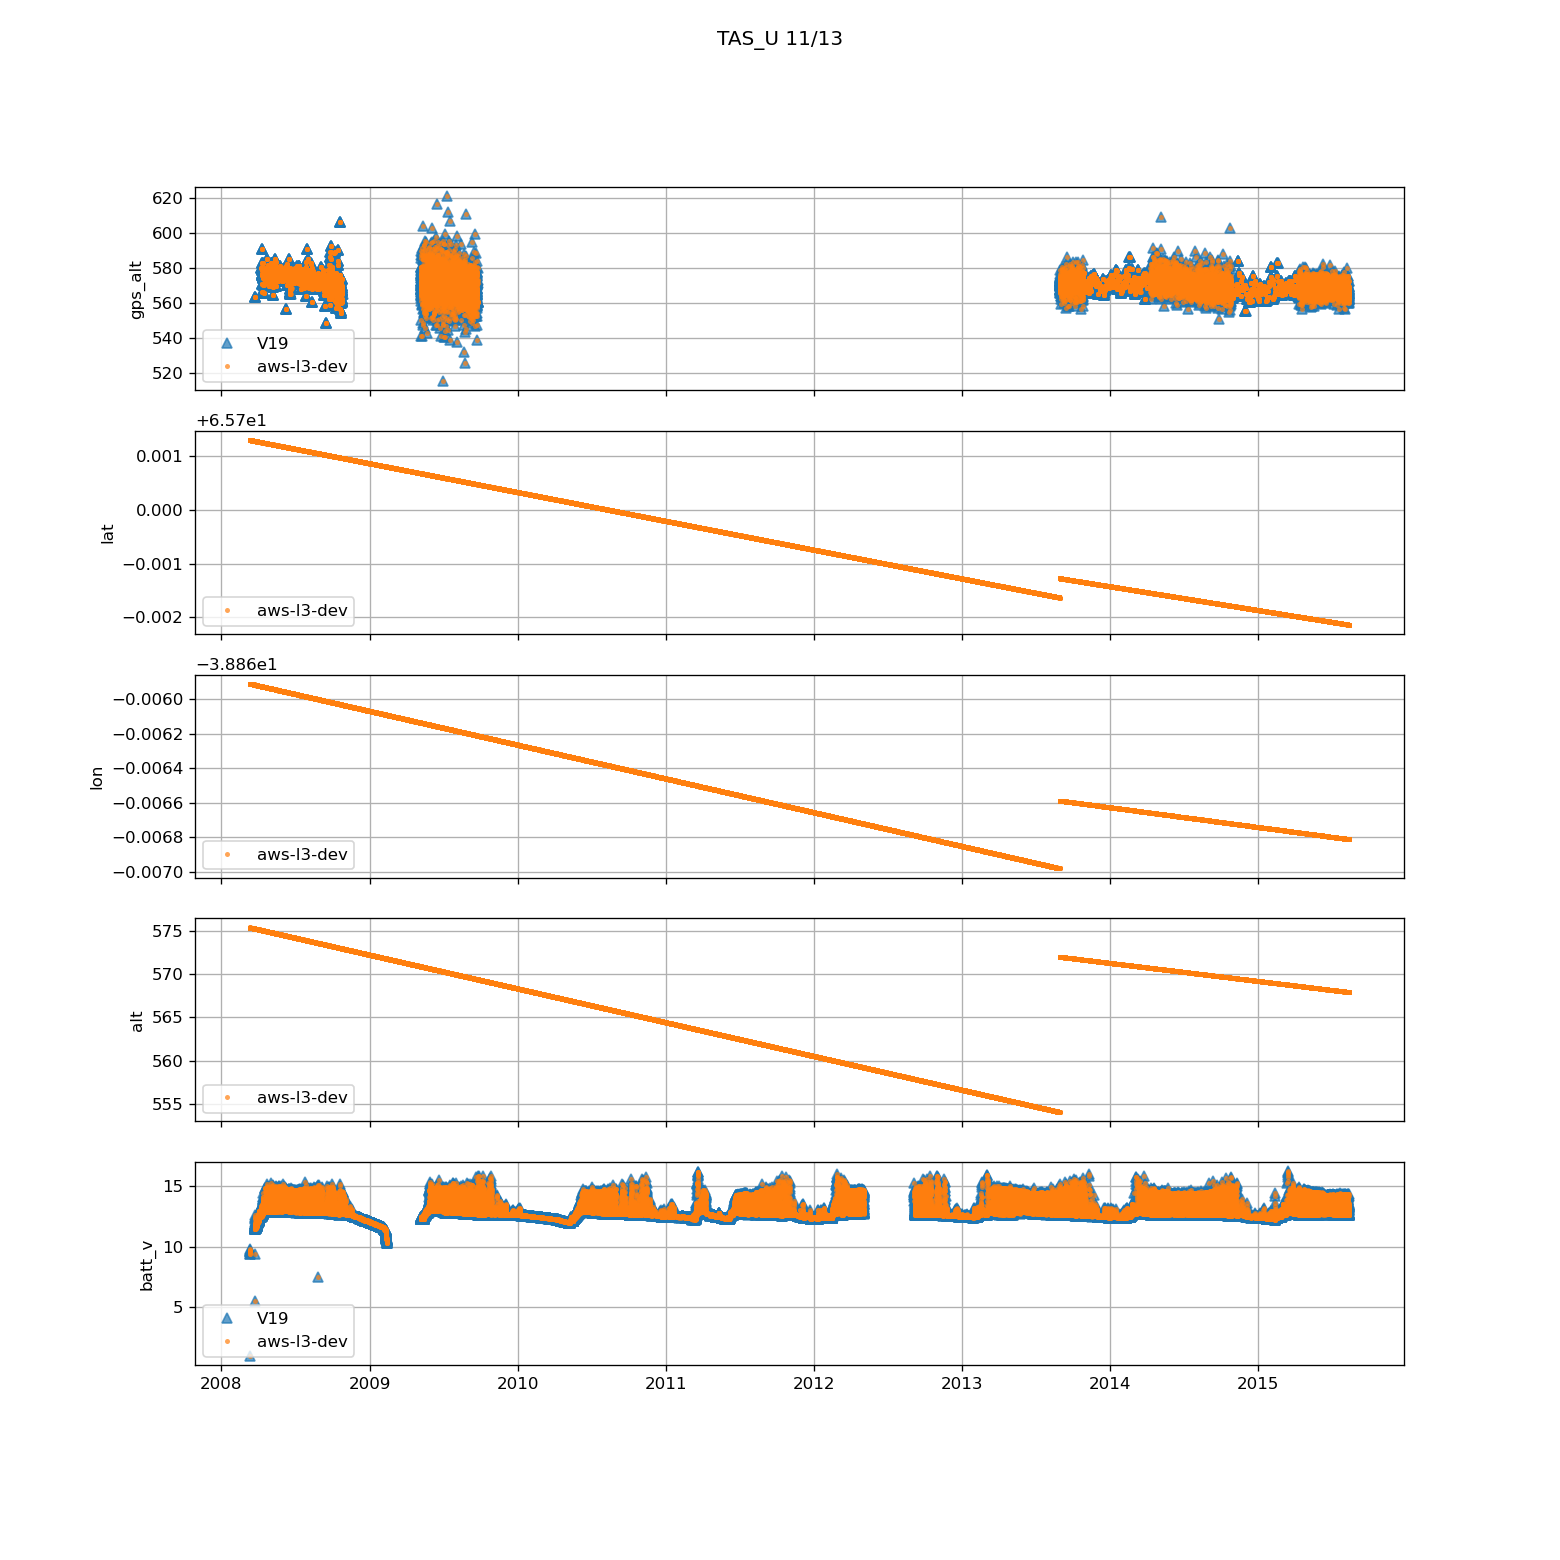 TAS_U 11/13
620
600
580
560
540
520
gps_alt
V19
aws-l3-dev
+6.57e1
0.001
0.000
−0.001
−0.002
lat
aws-l3-dev
−3.886e1
−0.0060
−0.0062
−0.0064
−0.0066
−0.0068
−0.0070
lon
aws-l3-dev
575
570
565
560
555
alt
aws-l3-dev
15
10
5
batt_v
V19
aws-l3-dev
2008 2009 2010 2011 2012 2013 2014 2015